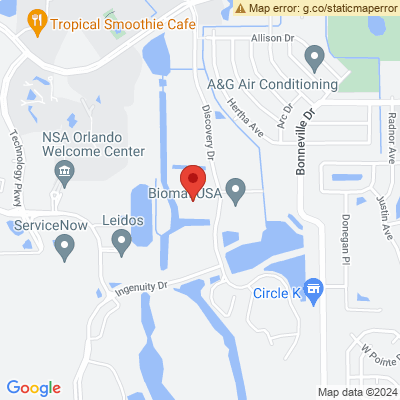 Map error: g.co/staticmaperror
Tropical Smoothie Cafe
Allison Dr
A&G Air Conditioning
Hertha Ave
Arc Dr
Discovery Dr
Bonneville Dr
Radnor Ave
Technology Pkwy
NSA Orlando
Welcome Center
USA
Justin Ave
Donegan Pl
ServiceNow
Leidos
Ingenuity Dr
Circle K
W Pointe
Google
Map data ©2024